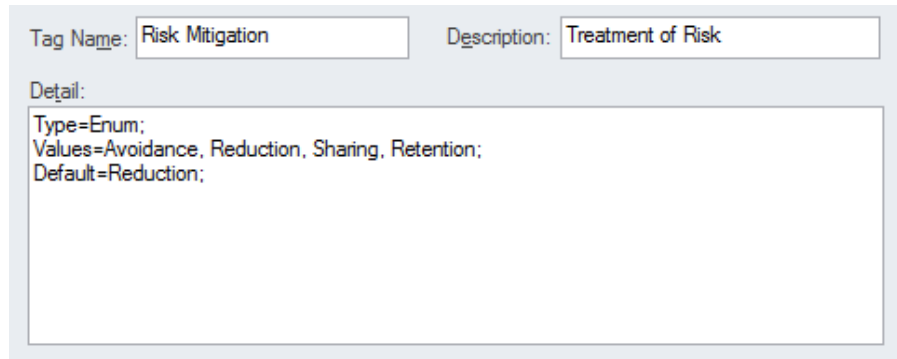 Tag Name: Risk Mitigation Description: Treatment of Risk
Detail:
Type=Enum;
Values=Avoidance, Reduction, Sharing, Retention;
Default=Reduction;